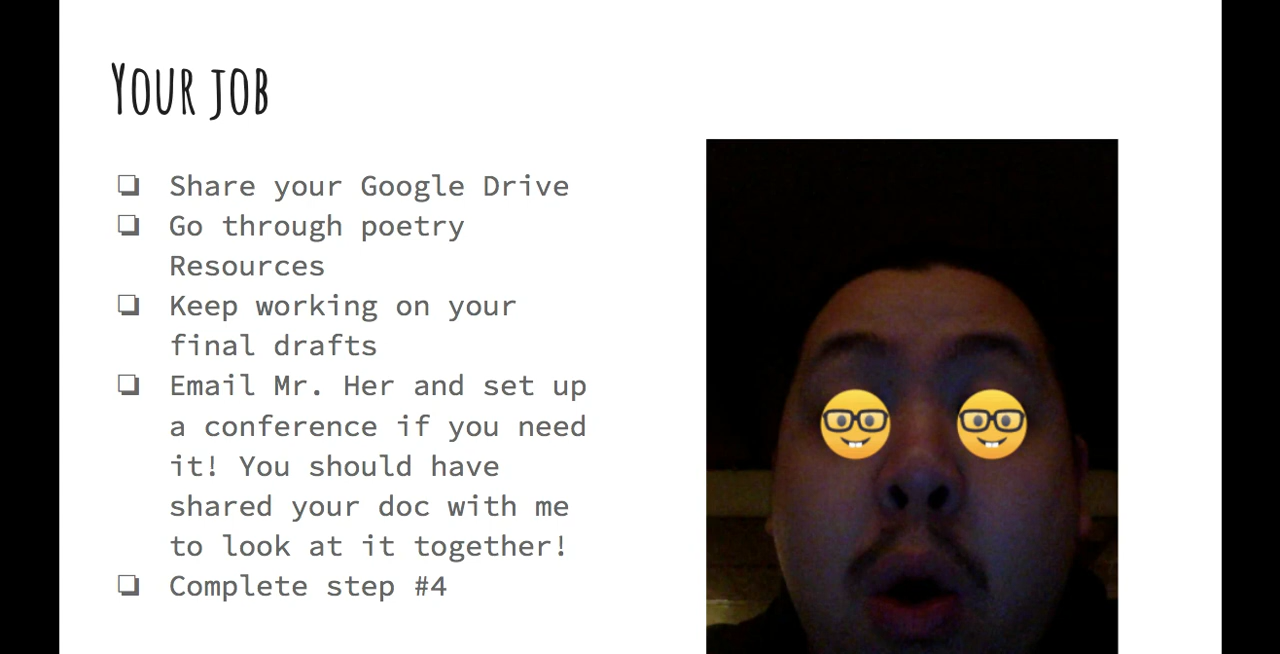 Your job
❏ Share your Google Drive
❏ Go through poetry
Resources
❏ Keep working on your
final drafts
❏ Email Mr. Her and set up
a conference if you need
it! You should have
shared your doc with me
to look at it together!
❏ Complete step #4